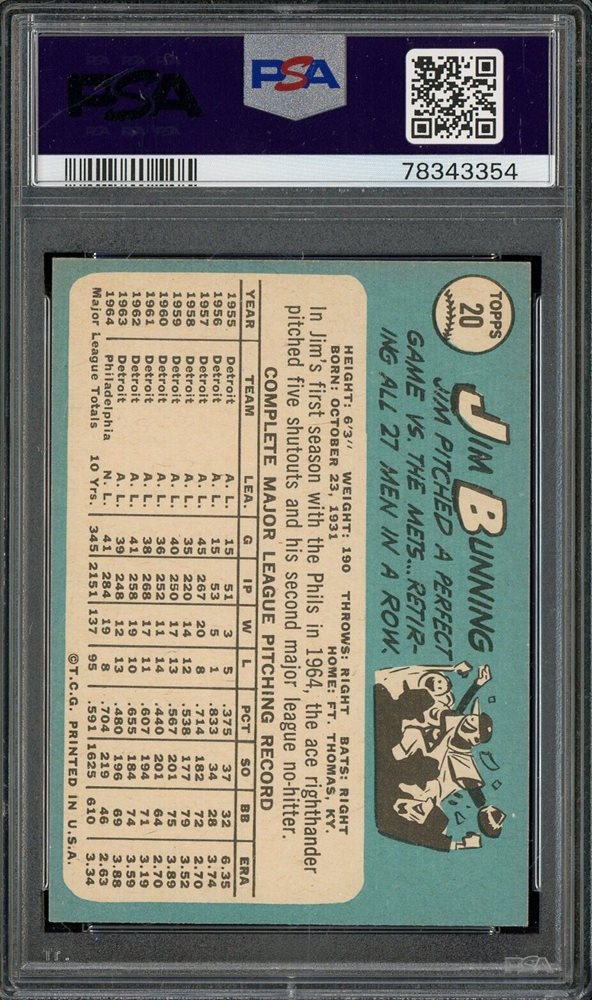 PSA
PSA
78343354
TOPPS
20
JIM BUNNING
JIM PITCHED A PERFECT
GAME VS. THE METS...RETIR-
ING ALL 27 MEN IN A ROW.
HEIGHT: 6'3" WEIGHT: 190 THROWS: RIGHT BATS: RIGHT
BORN: OCTOBER 23, 1931 HOME: FT. THOMAS, KY.
In Jim's first season with the Phils in 1964, the ace righthander
pitched five shutouts and his second major league no-hitter.
COMPLETE MAJOR LEAGUE PITCHING RECORD
YEAR TEAM LEA. G IP W L PCT SO BB ERA
1955 Detroit A. L. 15 51 3 5 .375 37 32 6.35
1956 Detroit A. L. 15 53 5 1 .833 34 28 3.74
1957 Detroit A. L. 45 267 20 8 .714 182 72 2.70
1958 Detroit A. L. 35 220 14 12 .538 177 79 3.52
1959 Detroit A. L. 40 250 17 13 .567 201 75 3.89
1960 Detroit A. L. 36 252 11 14 .440 201 64 2.70
1961 Detroit A. L. 38 268 17 11 .607 194 71 3.19
1962 Detroit A. L. 41 258 19 10 .655 184 74 3.59
1963 Detroit A. L. 39 248 12 13 .480 196 69 3.88
1964 Philadelphia N. L. 41 284 19 8 .704 219 46 2.63
Major League Totals 10 Yrs. 345 2151 137 95 .591 1625 610 3.34
©T.C.G. PRINTED IN U.S.A.
PSA